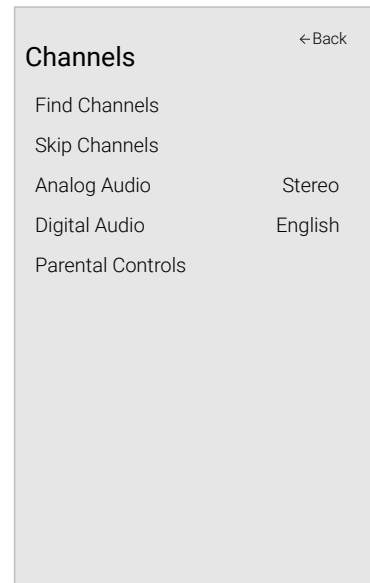 ←Back
Channels
Find Channels
Skip Channels
Analog Audio Stereo
Digital Audio English
Parental Controls